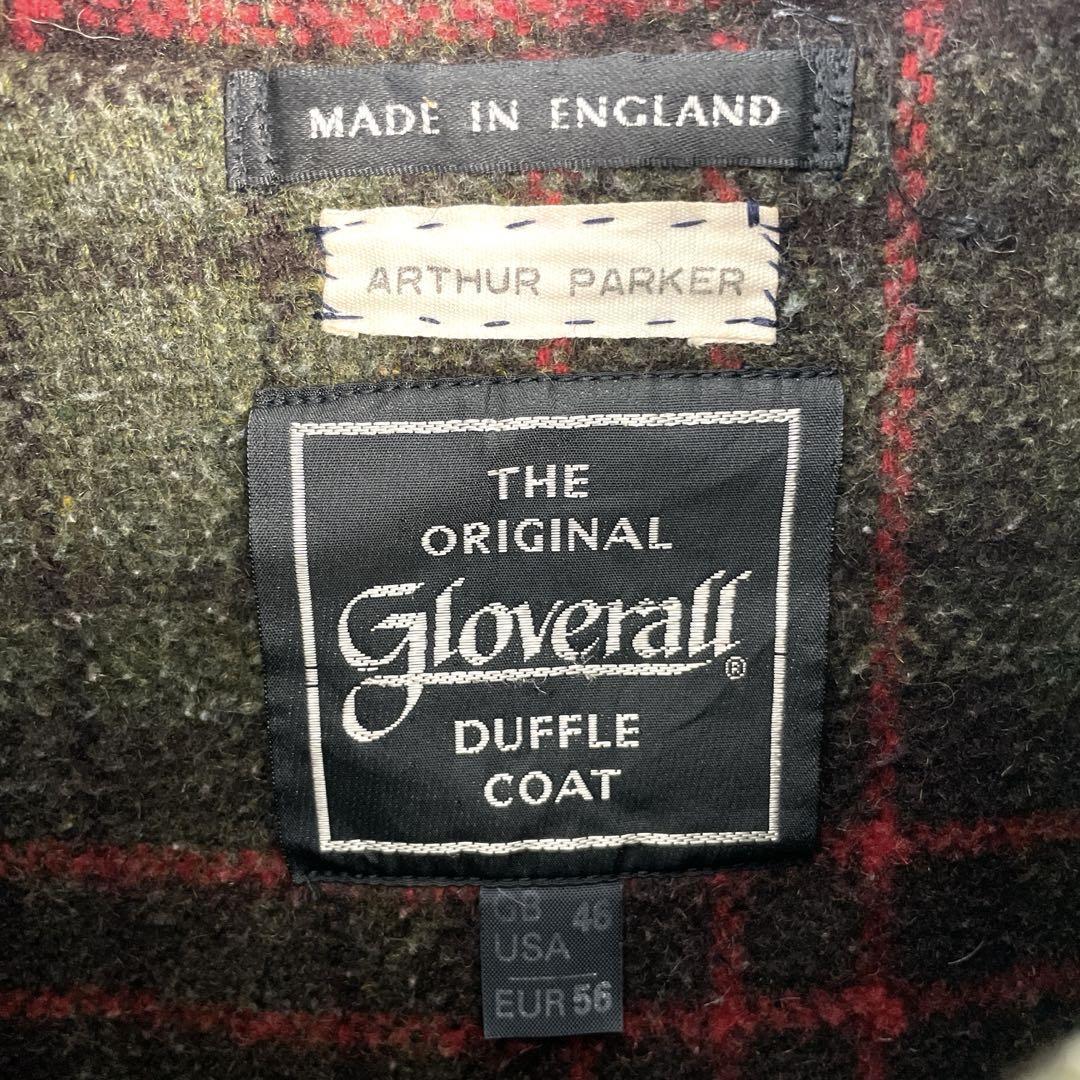 MADE IN ENGLAND
ARTHUR PARKER
THE
ORIGINAL
Gloverall®
DUFFLE
COAT
GB 46
USA
EUR 56